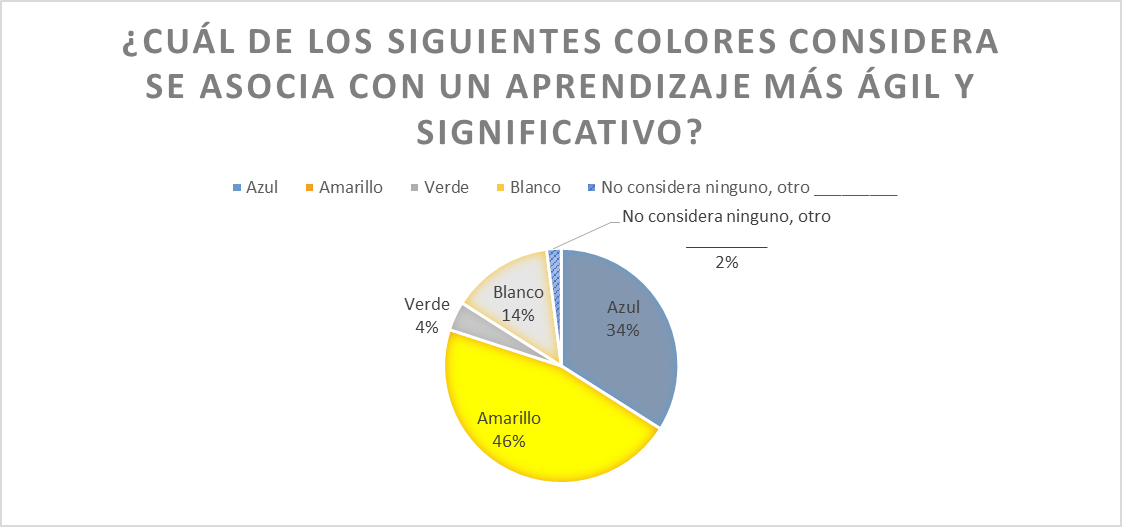 ¿CUÁL DE LOS SIGUIENTES COLORES CONSIDERA
SE ASOCIA CON UN APRENDIZAJE MÁS ÁGIL Y
SIGNIFICATIVO?
Azul Amarillo Verde Blanco No considera ninguno, otro _________
No considera ninguno, otro
_________
2%
Blanco
14%
Verde
4%
Azul
34%
Amarillo
46%